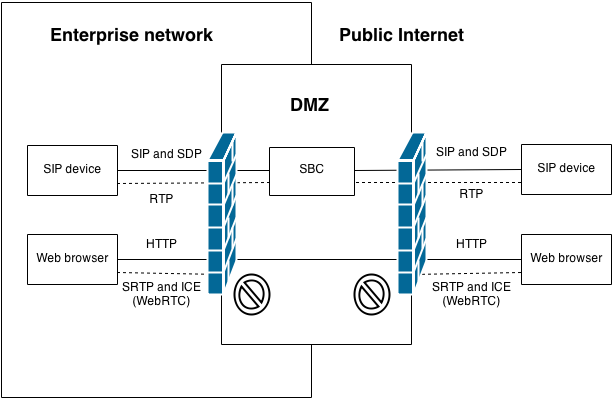 Enterprise network
Public Internet
DMZ
SIP and SDP
SIP and SDP
SIP device
SBC
SIP device
RTP
RTP
HTTP
HTTP
Web browser
Web browser
SRTP and ICE
(WebRTC)
SRTP and ICE
(WebRTC)